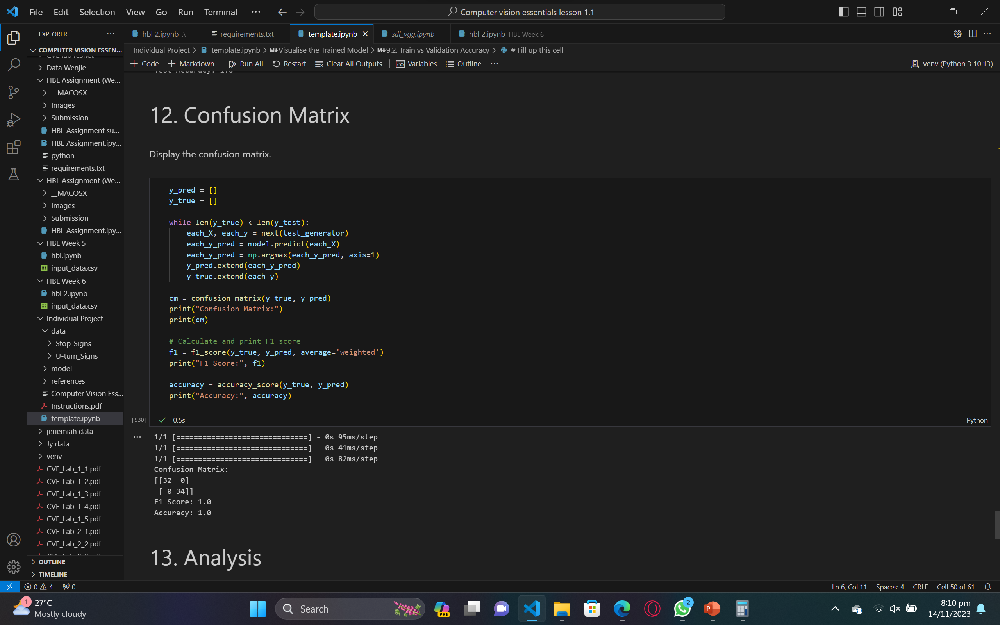 File Edit Selection View Go Run Terminal ···
Computer vision essentials lesson 1.1
EXPLORER ···
hbl 2.ipynb .\
requirements.txt
template.ipynb
sdl_vgg.ipynb
hbl 2.ipynb HBL Week 6
COMPUTER VISION ESSEN...
Individual Project > template.ipynb > M↓Visualise the Trained Model > M↓9.2. Train vs Validation Accuracy > # Fill up this cell
+ Code + Markdown Run All Restart Clear All Outputs Variables Outline ···
venv (Python 3.10.13)
CVE lab resnet
Data Wenjie
HBL Assignment (We...
__MACOSX
Images
Submission
HBL Assignment su...
HBL Assignment.ipy...
python
requirements.txt
HBL Assignment (We...
__MACOSX
Images
Submission
HBL Assignment.ipy...
HBL Week 5
hbl.ipynb
input_data.csv
HBL Week 6
hbl 2.ipynb
input_data.csv
Individual Project
data
Stop_Signs
U-turn_Signs
model
references
Computer Vision Ess...
Instructions.pdf
template.ipynb
jeriemiah data
Jy data
venv
CVE_Lab_1_1.pdf
CVE_Lab_1_2.pdf
CVE_Lab_1_3.pdf
CVE_Lab_1_4.pdf
CVE_Lab_1_5.pdf
CVE_Lab_2_1.pdf
CVE_Lab_2_2.pdf
CVE_Lab_2_3.pdf
OUTLINE
TIMELINE
Test Accuracy: 1.0
12. Confusion Matrix
Display the confusion matrix.
y_pred = []
y_true = []
while len(y_true) < len(y_test):
each_X, each_y = next(test_generator)
each_y_pred = model.predict(each_X)
each_y_pred = np.argmax(each_y_pred, axis=1)
y_pred.extend(each_y_pred)
y_true.extend(each_y)
cm = confusion_matrix(y_true, y_pred)
print("Confusion Matrix:")
print(cm)
# Calculate and print F1 score
f1 = f1_score(y_true, y_pred, average='weighted')
print("F1 Score:", f1)
accuracy = accuracy_score(y_true, y_pred)
print("Accuracy:", accuracy)
[530] ✓ 0.5s
Python
1/1 [==============================] - 0s 95ms/step
1/1 [==============================] - 0s 41ms/step
1/1 [==============================] - 0s 82ms/step
Confusion Matrix:
[[32  0]
 [ 0 34]]
F1 Score: 1.0
Accuracy: 1.0
13. Analysis
0 4 0
Ln 6, Col 11 Spaces: 4 CRLF Cell 50 of 61
1
27°C
Mostly cloudy
Search
PRE
2
8:10 pm
14/11/2023